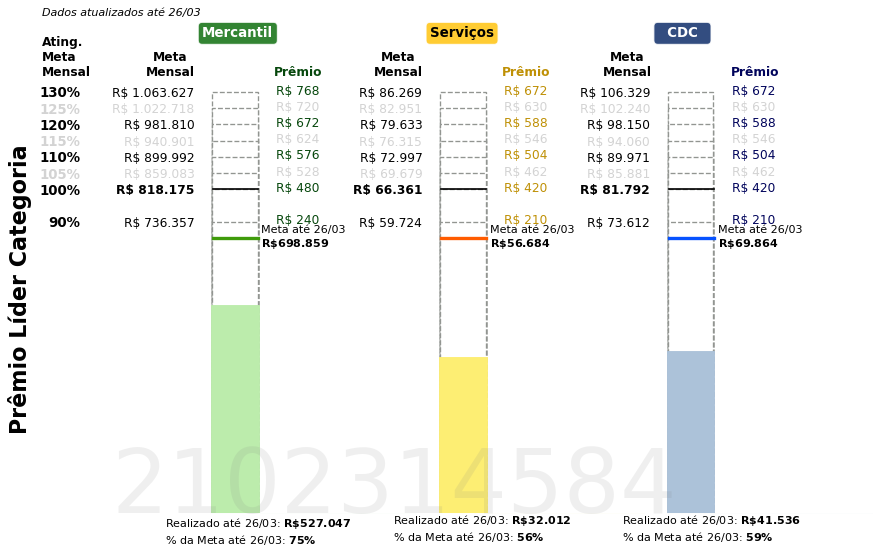 Dados atualizados até 26/03
Mercantil Serviços CDC
Ating. Meta Mensal Meta Mensal Prêmio Meta Mensal Prêmio Meta Mensal Prêmio
130% R$ 1.063.627 R$ 768 R$ 86.269 R$ 672 R$ 106.329 R$ 672
125% R$ 1.022.718 R$ 720 R$ 82.951 R$ 630 R$ 102.240 R$ 630
120% R$ 981.810 R$ 672 R$ 79.633 R$ 588 R$ 98.150 R$ 588
115% R$ 940.901 R$ 624 R$ 76.315 R$ 546 R$ 94.060 R$ 546
110% R$ 899.992 R$ 576 R$ 72.997 R$ 504 R$ 89.971 R$ 504
105% R$ 859.083 R$ 528 R$ 69.679 R$ 462 R$ 85.881 R$ 462
100% R$ 818.175 R$ 480 R$ 66.361 R$ 420 R$ 81.792 R$ 420
90% R$ 736.357 R$ 240 R$ 59.724 R$ 210 R$ 73.612 R$ 210
Meta até 26/03 Meta até 26/03 Meta até 26/03
R$698.859 R$56.684 R$69.864
Prêmio Líder Categoria
2102314584
Realizado até 26/03: R$527.047 Realizado até 26/03: R$32.012 Realizado até 26/03: R$41.536
% da Meta até 26/03: 75% % da Meta até 26/03: 56% % da Meta até 26/03: 59%